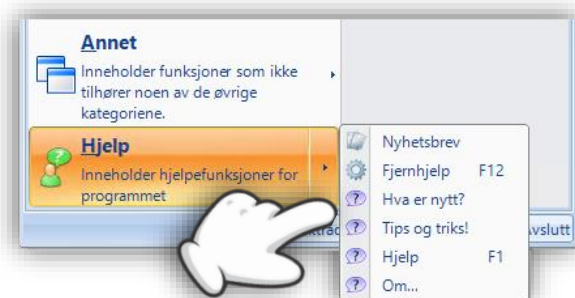 Annet
Inneholder funksjoner som ikke
tilhører noen av de øvrige
kategoriene.
Hjelp
Inneholder hjelpefunksjoner for
programmet
Nyhetsbrev
Fjernhjelp F12
Hva er nytt?
Tips og triks!
Hjelp F1
Om...